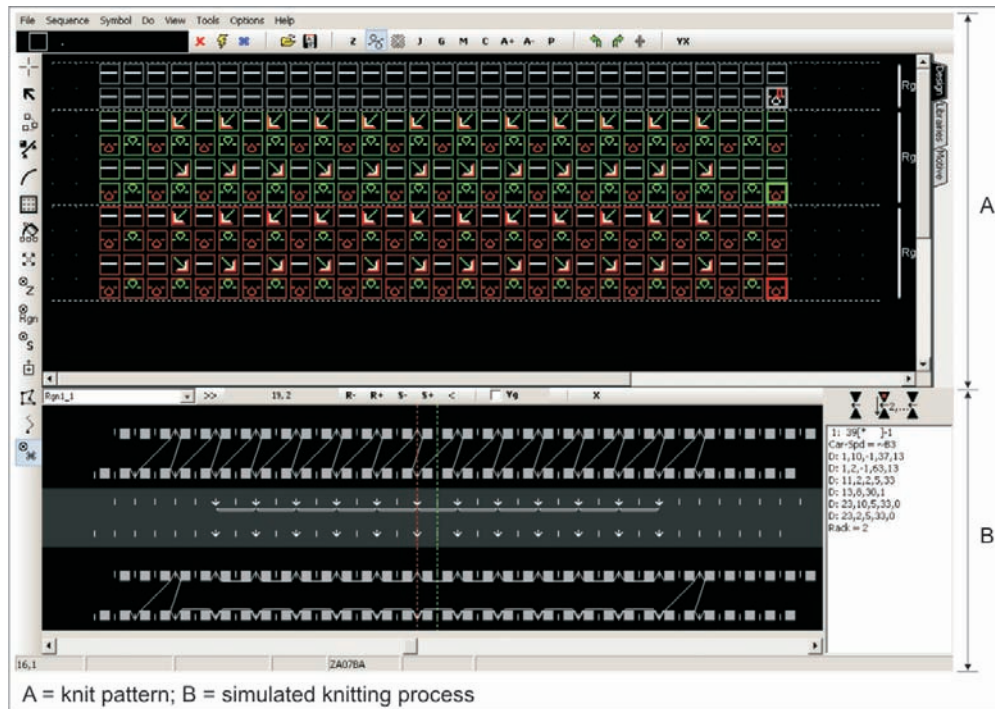 File Sequence Symbol Do View Tools Options Help
Z J G M C A+ A- P YX
Rg
Rg
Rg
Design
Libraries
Motive
A
Z
Rgn
S
Rgn1_1 >> 19,2 R- R+ S- S+ < Yg X
1: 39[* ]-1
Car-Spd = ~83
D: 1,10,-1,37,13
D: 1,2,-1,63,13
D: 11,2,2,5,33
D: 13,8,30,1
D: 23,10,5,33,0
D: 23,2,5,33,0
Rack = 2
B
16,1 ZA07BA
A = knit pattern; B = simulated knitting process